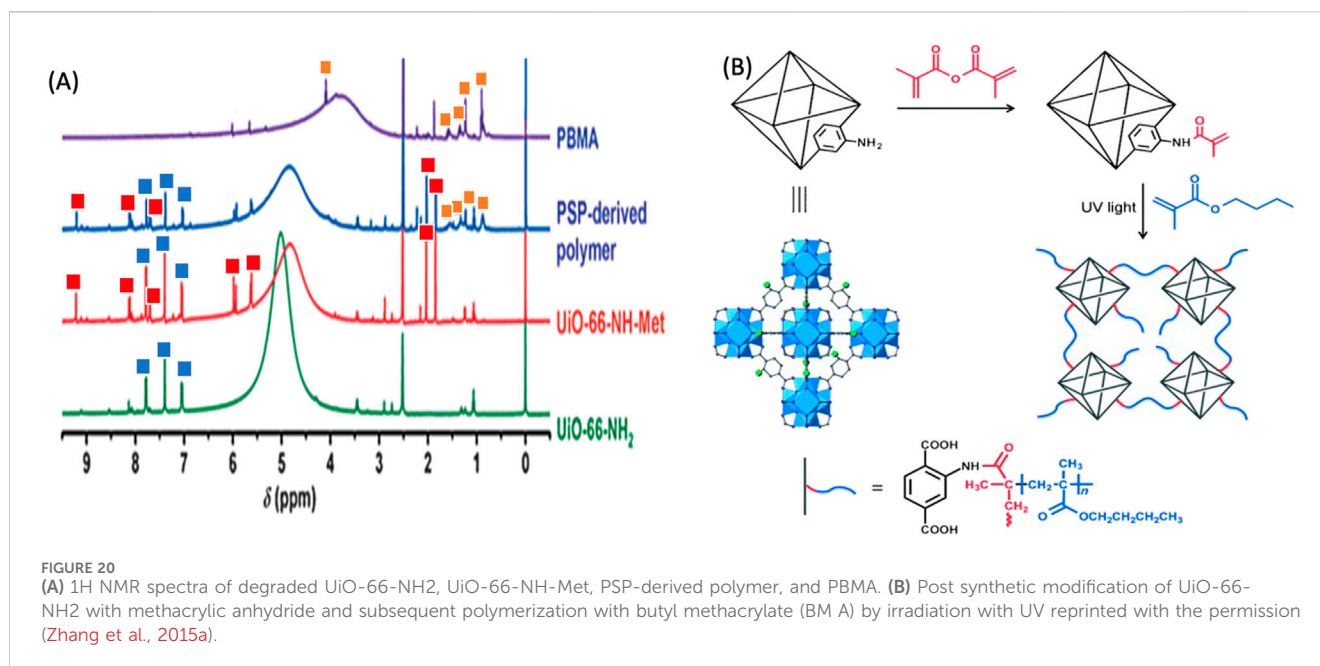 (A)
PBMA
PSP-derived
polymer
UiO-66-NH-Met
UiO-66-NH2
9 8 7 6 5 4 3 2 1 0
δ (ppm)
(B)
O O
O
NH2
O
NH
UV light
O
O
COOH
NH
O
H3C
CH2
CH2
CH3
n
O
OCH2CH2CH2CH3
COOH
=
FIGURE 20
(A) 1H NMR spectra of degraded UiO-66-NH2, UiO-66-NH-Met, PSP-derived polymer, and PBMA. (B) Post synthetic modification of UiO-66-
NH2 with methacrylic anhydride and subsequent polymerization with butyl methacrylate (BM A) by irradiation with UV reprinted with the permission
(Zhang et al., 2015a).